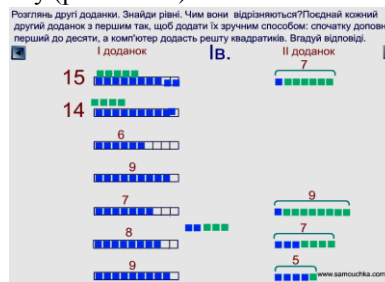 Розглянь другі доданки. Знайди рівні. Чим вони відрізняються?Поєднай кожний
другий доданок з першим так, щоб додати їх зручним способом: спочатку доповн
перший до десяти, а комп'ютер додасть решту квадратиків. Вгадуй відповіді.
І доданок Ів. ІІ доданок
15 7
14
6
9
7 9
8 7
9 5
www.samouchka.com